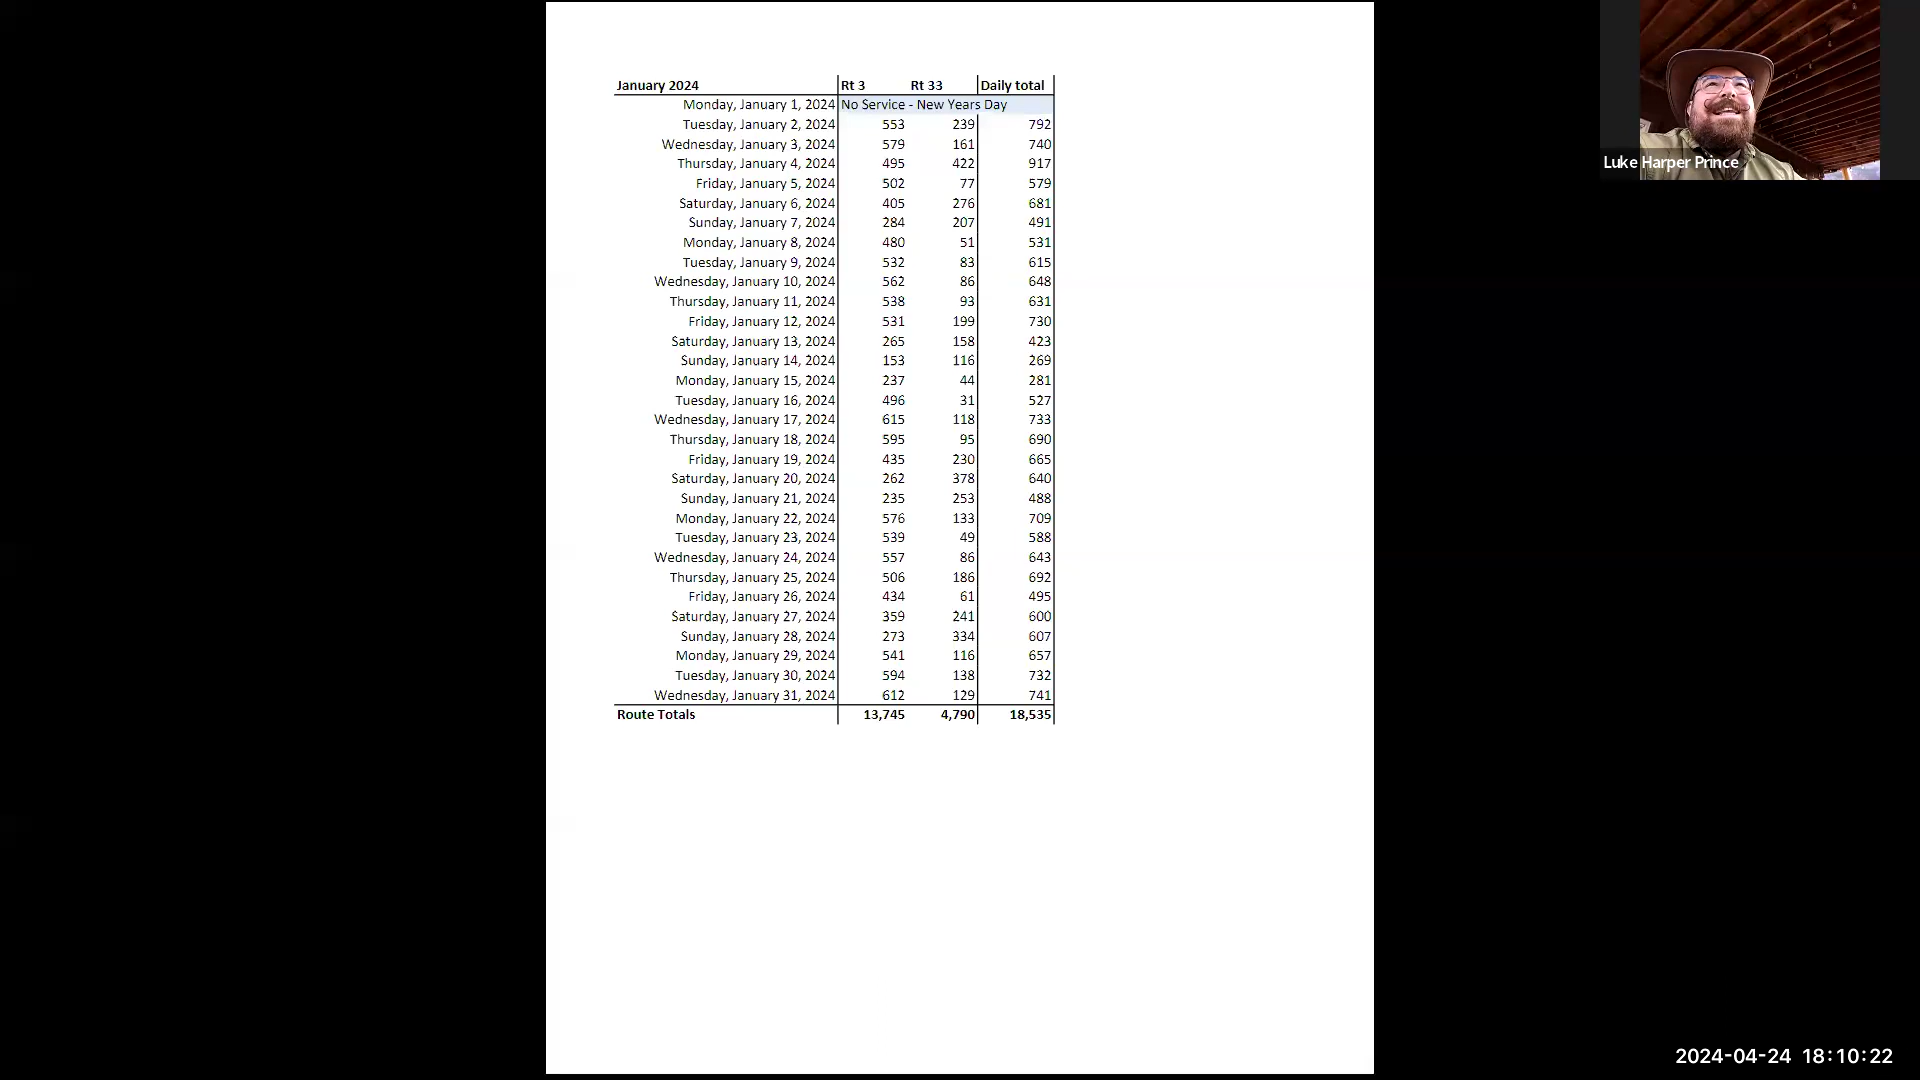 January 2024 Rt 3 Rt 33 Daily total
Monday, January 1, 2024 No Service - New Years Day
Tuesday, January 2, 2024 553 239 792
Wednesday, January 3, 2024 579 161 740
Thursday, January 4, 2024 495 422 917
Friday, January 5, 2024 502 77 579
Saturday, January 6, 2024 405 276 681
Sunday, January 7, 2024 284 207 491
Monday, January 8, 2024 480 51 531
Tuesday, January 9, 2024 532 83 615
Wednesday, January 10, 2024 562 86 648
Thursday, January 11, 2024 538 93 631
Friday, January 12, 2024 531 199 730
Saturday, January 13, 2024 265 158 423
Sunday, January 14, 2024 153 116 269
Monday, January 15, 2024 237 44 281
Tuesday, January 16, 2024 496 31 527
Wednesday, January 17, 2024 615 118 733
Thursday, January 18, 2024 595 95 690
Friday, January 19, 2024 435 230 665
Saturday, January 20, 2024 262 378 640
Sunday, January 21, 2024 235 253 488
Monday, January 22, 2024 576 133 709
Tuesday, January 23, 2024 539 49 588
Wednesday, January 24, 2024 557 86 643
Thursday, January 25, 2024 506 186 692
Friday, January 26, 2024 434 61 495
Saturday, January 27, 2024 359 241 600
Sunday, January 28, 2024 273 334 607
Monday, January 29, 2024 541 116 657
Tuesday, January 30, 2024 594 138 732
Wednesday, January 31, 2024 612 129 741
Route Totals 13,745 4,790 18,535
Luke Harper Prince
2024-04-24 18:10:22